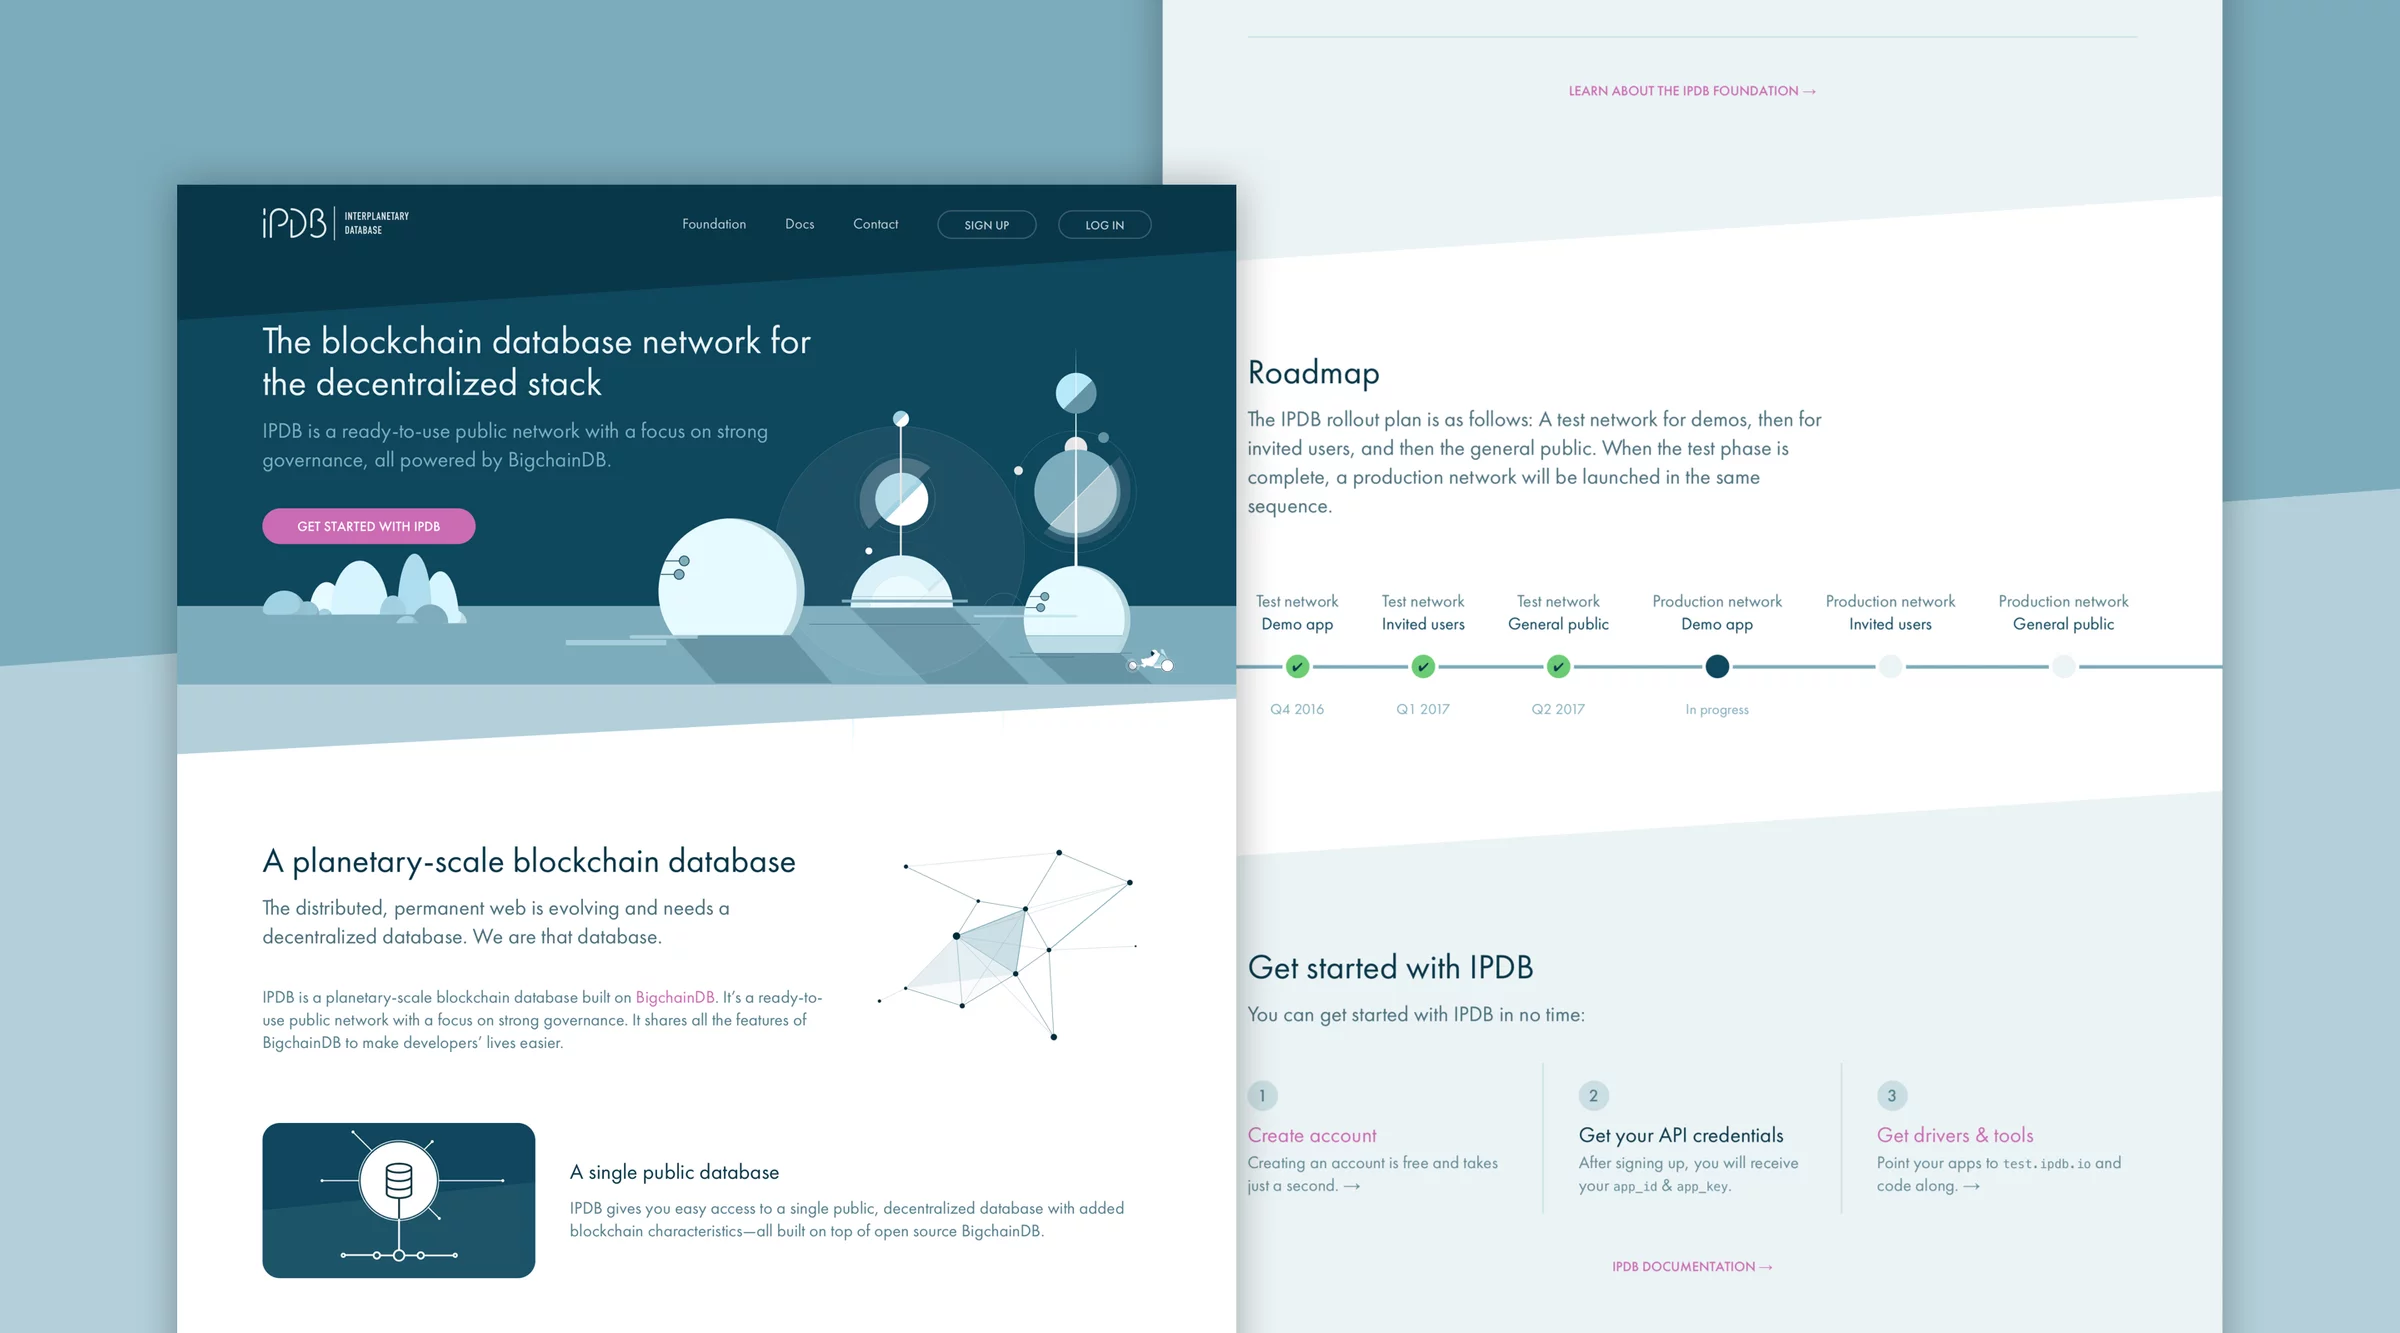 iPDB INTERPLANETARY
DATABASE
Foundation
Docs
Contact
SIGN UP
LOG IN
The blockchain database network for
the decentralized stack
IPDB is a ready-to-use public network with a focus on strong
governance, all powered by BigchainDB.
GET STARTED WITH IPDB
A planetary-scale blockchain database
The distributed, permanent web is evolving and needs a
decentralized database. We are that database.
IPDB is a planetary-scale blockchain database built on BigchainDB. It’s a ready-to-
use public network with a focus on strong governance. It shares all the features of
BigchainDB to make developers’ lives easier.
A single public database
IPDB gives you easy access to a single public, decentralized database with added
blockchain characteristics—all built on top of open source BigchainDB.
LEARN ABOUT THE IPDB FOUNDATION →
Roadmap
The IPDB rollout plan is as follows: A test network for demos, then for
invited users, and then the general public. When the test phase is
complete, a production network will be launched in the same
sequence.
Test network
Demo app
✔
Q4 2016
Test network
Invited users
✔
Q1 2017
Test network
General public
✔
Q2 2017
Production network
Demo app
In progress
Production network
Invited users
Production network
General public
Get started with IPDB
You can get started with IPDB in no time:
1
Create account
Creating an account is free and takes
just a second. →
2
Get your API credentials
After signing up, you will receive
your app_id & app_key.
3
Get drivers & tools
Point your apps to test.ipdb.io and
code along. →
IPDB DOCUMENTATION →